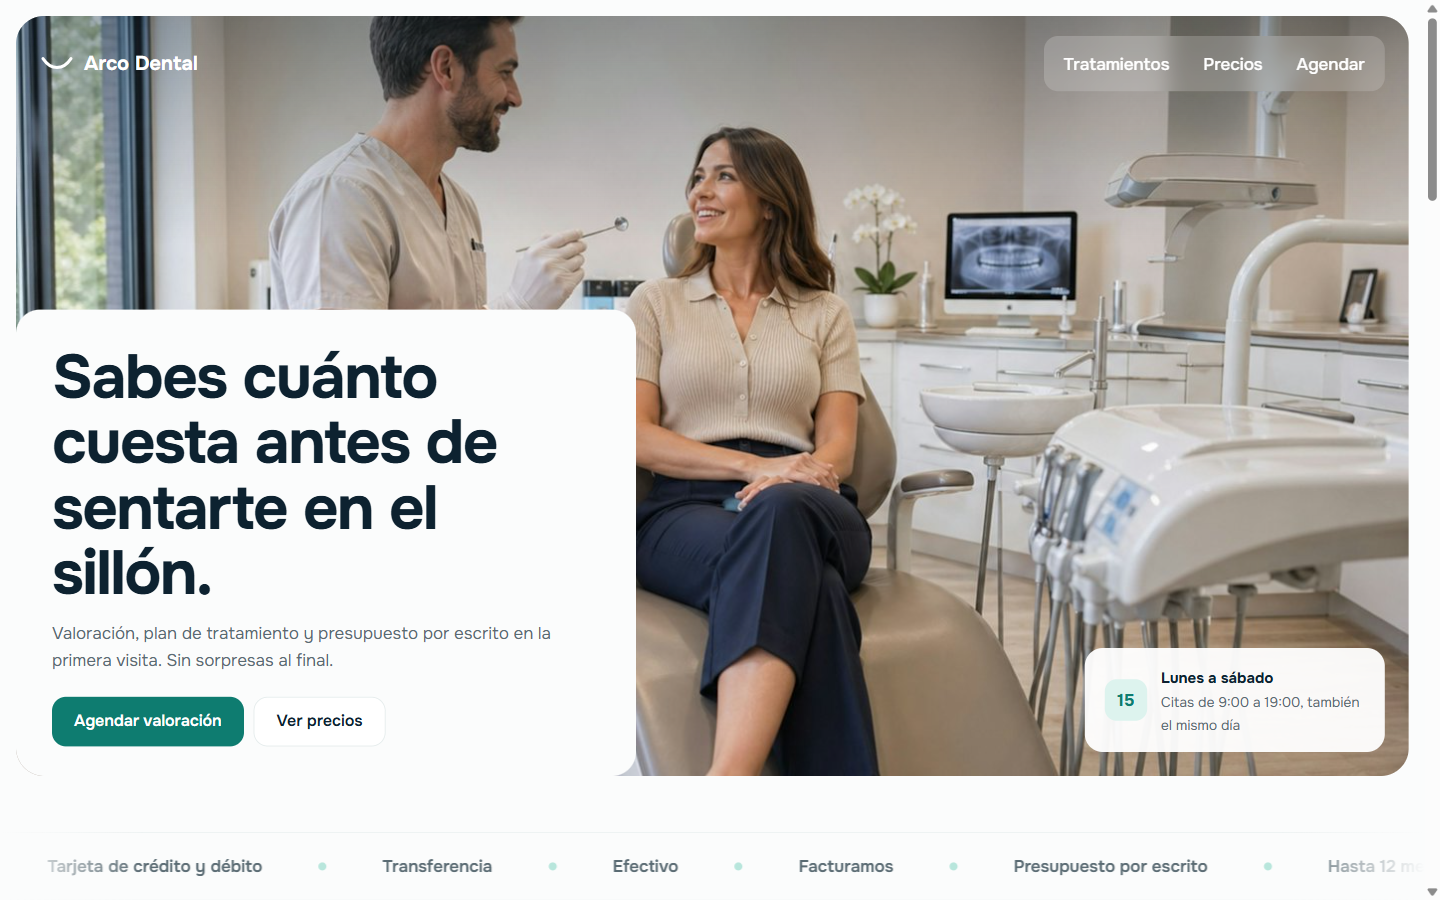 Arco Dental
Tratamientos
Precios
Agendar
Sabes cuánto
cuesta antes de
sentarte en el
sillón.
Valoración, plan de tratamiento y presupuesto por escrito en la
primera visita. Sin sorpresas al final.
Agendar valoración
Ver precios
15
Lunes a sábado
Citas de 9:00 a 19:00, también
el mismo día
Tarjeta de crédito y débito
Transferencia
Efectivo
Facturamos
Presupuesto por escrito
Hasta 12